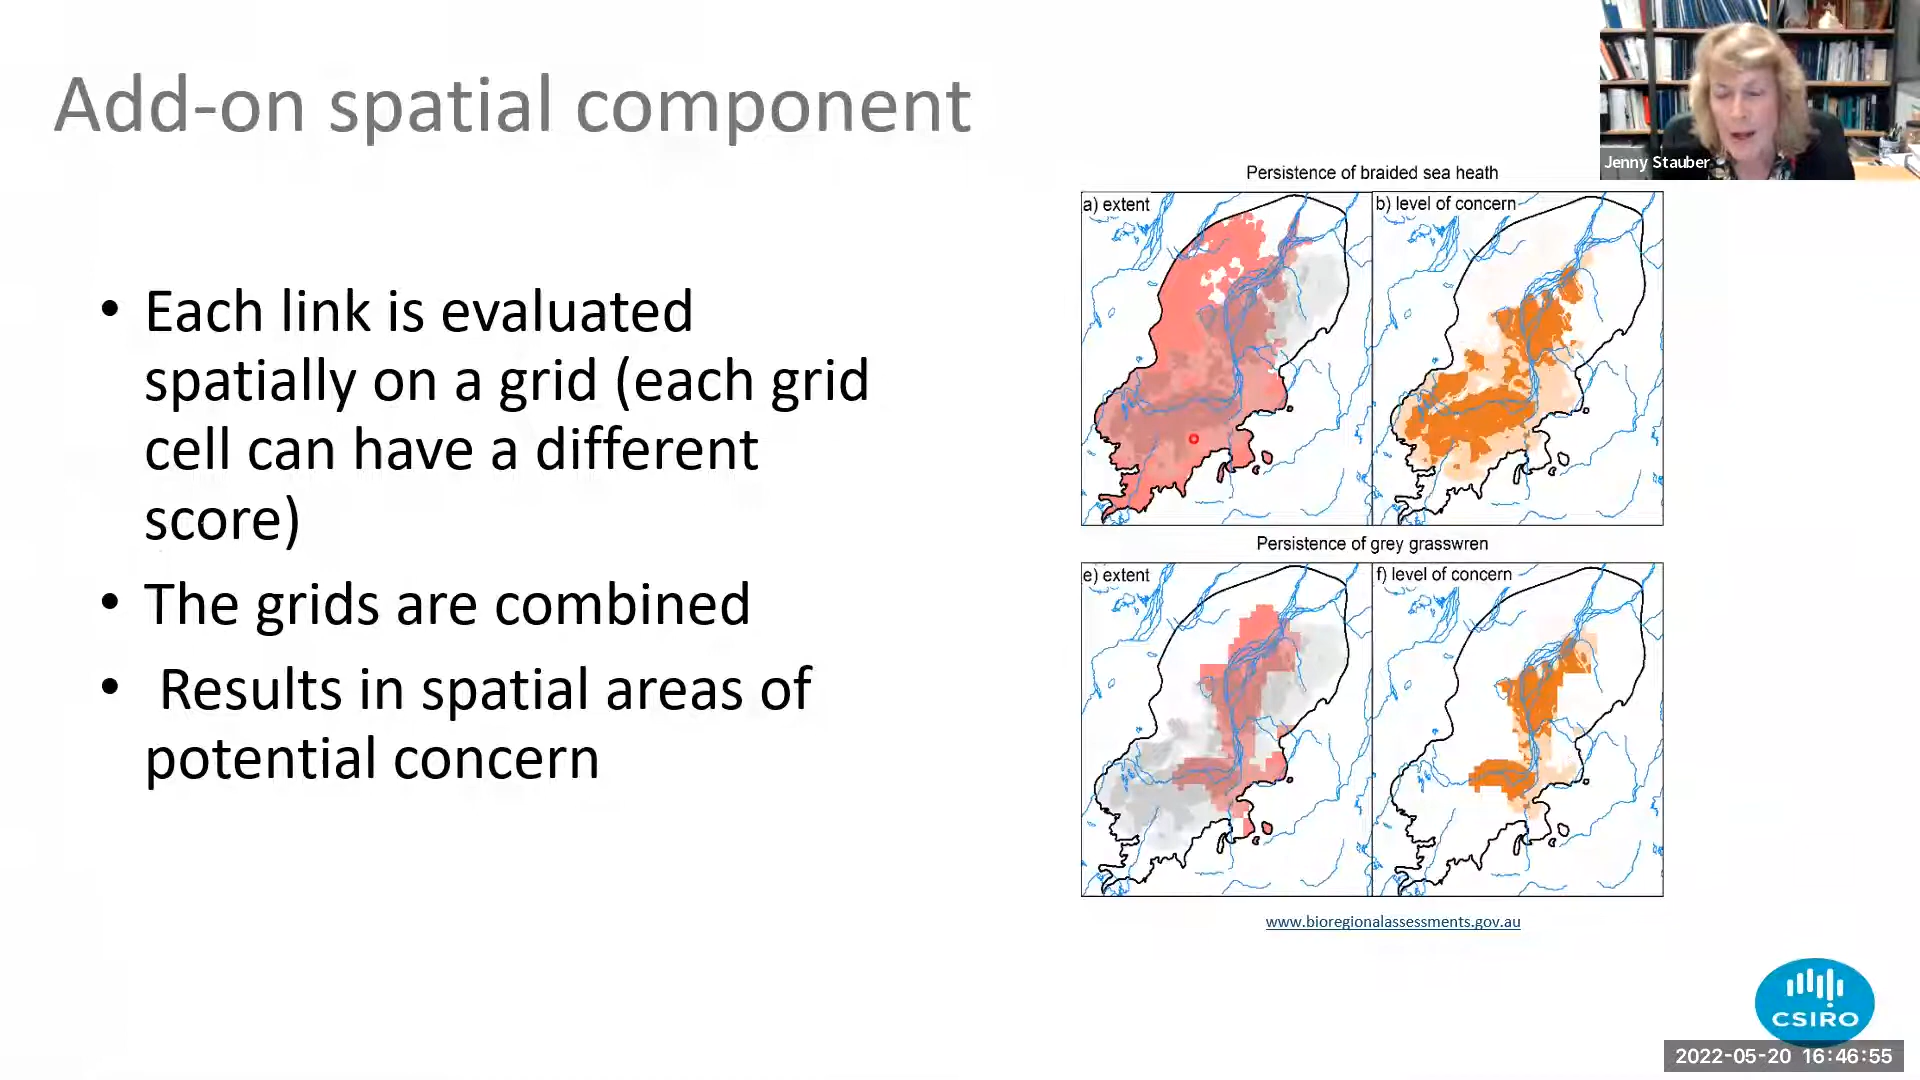 Add-on spatial component
• Each link is evaluated
spatially on a grid (each grid
cell can have a different
score)
• The grids are combined
• Results in spatial areas of
potential concern
Persistence of braided sea heath
a) extent
b) level of concern
Persistence of grey grasswren
e) extent
f) level of concern
www.bioregionalassessments.gov.au
Jenny Stauber
CSIRO
2022-05-20 16:46:55